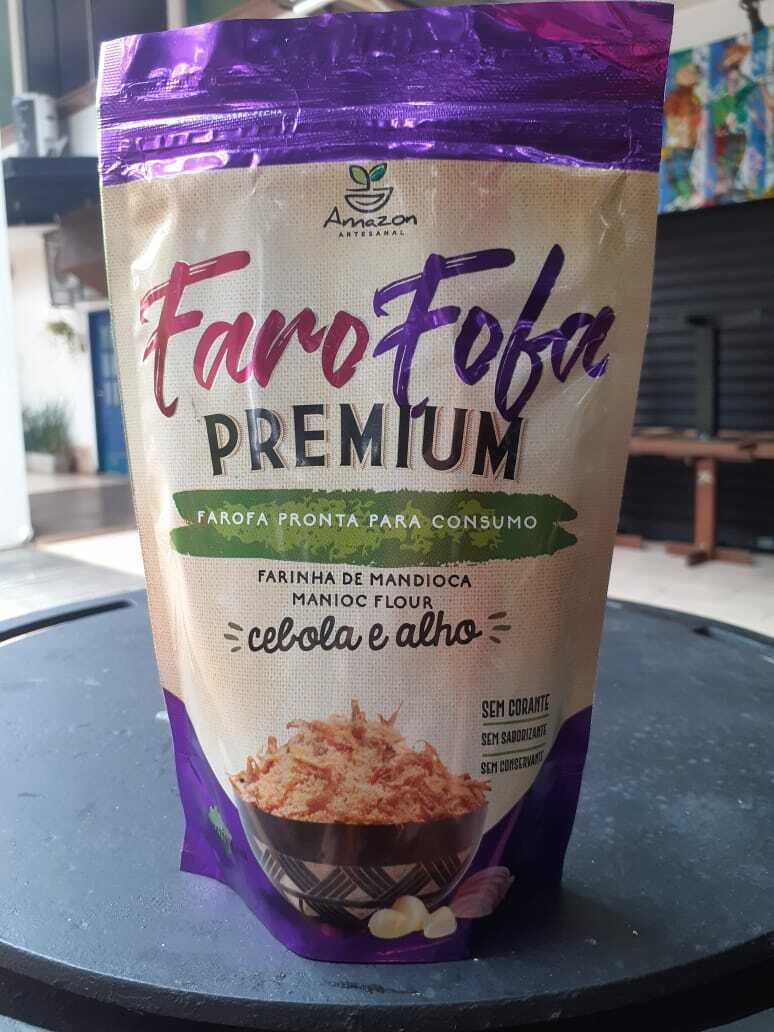 Amazon
ARTESANAL
FaroFofa
PREMIUM
FAROFA PRONTA PARA CONSUMO
FARINHA DE MANDIOCA
MANIOC FLOUR
cebola e alho
SEM CORANTE
SEM SABORIZANTE
SEM CONSERVANTE